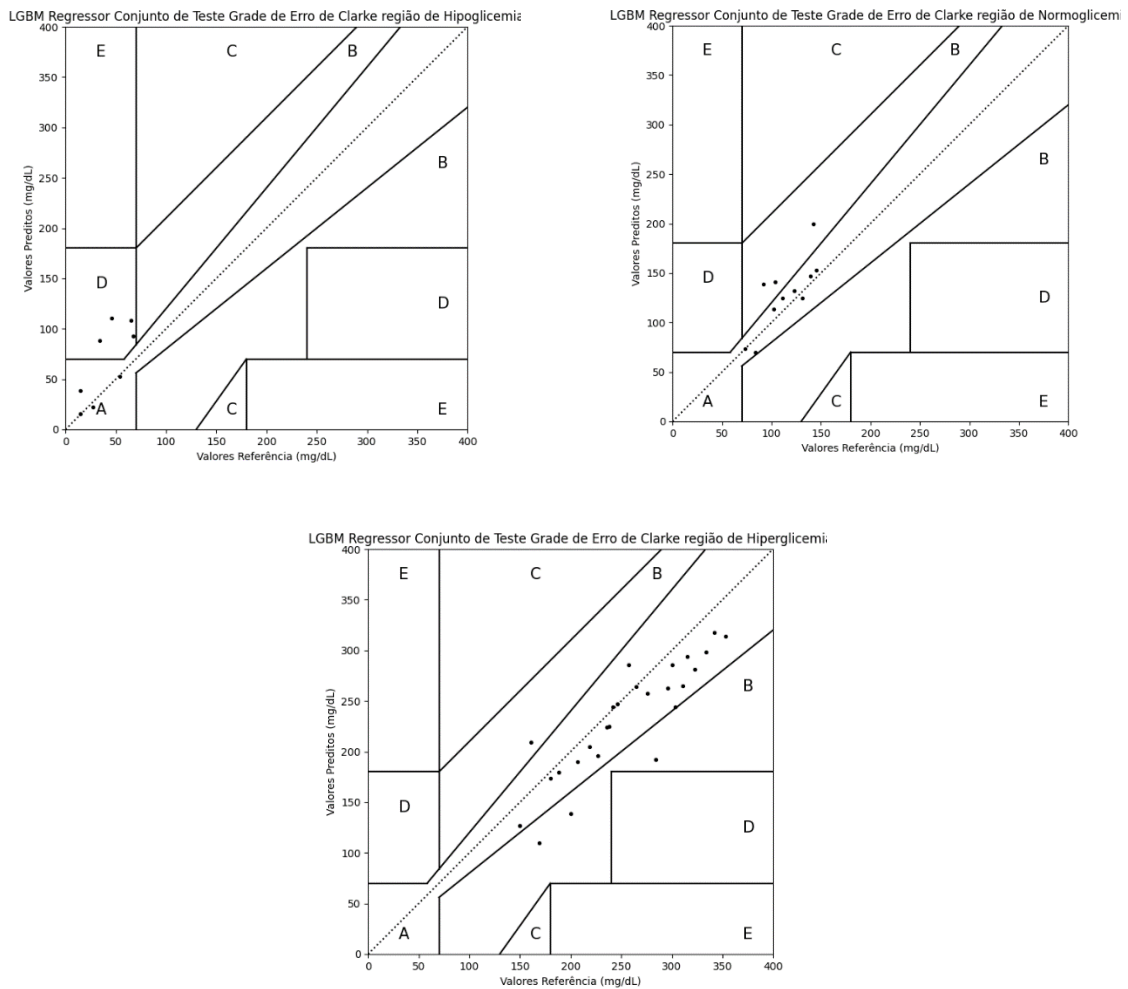 LGBM Regressor Conjunto de Teste Grade de Erro de Clarke região de Hipoglicemia
400
350
300
250
200
150
100
50
0
Valores Preditos (mg/dL)
E
C
B
B
D
D
A
C
E
0 50 100 150 200 250 300 350 400
Valores Referência (mg/dL)
LGBM Regressor Conjunto de Teste Grade de Erro de Clarke região de Normoglicemi
400
350
300
250
200
150
100
50
0
Valores Preditos (mg/dL)
E
C
B
B
D
D
A
C
E
0 50 100 150 200 250 300 350 400
Valores Referência (mg/dL)
LGBM Regressor Conjunto de Teste Grade de Erro de Clarke região de Hiperglicemia
400
350
300
250
200
150
100
50
0
Valores Preditos (mg/dL)
E
C
B
B
D
D
A
C
E
0 50 100 150 200 250 300 350 400
Valores Referência (mg/dL)